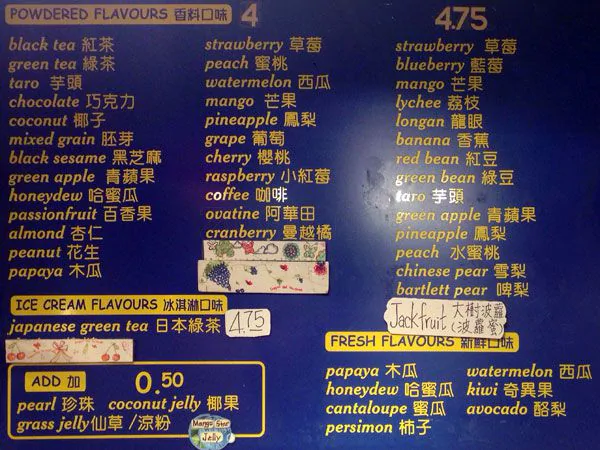 POWDERED FLAVOURS 香料口味 4
black tea 紅茶
green tea 綠茶
taro 芋頭
chocolate 巧克力
coconut 椰子
mixed grain 胚芽
black sesame 黑芝麻
green apple 青蘋果
honeydew 哈蜜瓜
passionfruit 百香果
almond 杏仁
peanut 花生
papaya 木瓜
strawberry 草莓
peach 蜜桃
watermelon 西瓜
mango 芒果
pineapple 鳳梨
grape 葡萄
cherry 櫻桃
raspberry 小紅莓
coffee 咖啡
ovatine 阿華田
cranberry 曼越橘
4.75
strawberry 草莓
blueberry 藍莓
mango 芒果
lychee 荔枝
longan 龍眼
banana 香蕉
red bean 紅豆
green bean 綠豆
taro 芋頭
green apple 青蘋果
pineapple 鳳梨
peach 水蜜桃
chinese pear 雪梨
bartlett pear 啤梨
Jackfruit 大樹波蘿
(波蘿蜜
ICE CREAM FLAVOURS 冰淇淋口味
japanese green tea 日本綠茶 4.75
ADD 加 0.50
pearl 珍珠 coconut jelly 椰果
grass jelly 仙草 / 涼粉
Mango Star
Jelly
FRESH FLAVOURS 新鮮口味
papaya 木瓜 watermelon 西瓜
honeydew 哈蜜瓜 kiwi 奇異果
cantaloupe 蜜瓜 avocado 酪梨
persimon 柿子